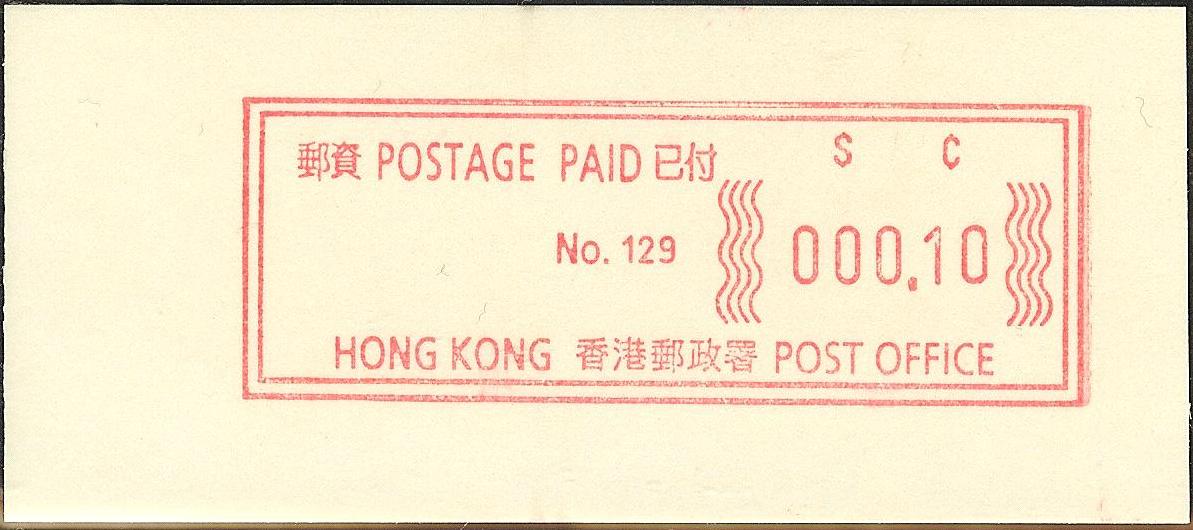 $ ¢
郵資 POSTAGE PAID 已付
No. 129 000.10
HONG KONG 香港郵政署 POST OFFICE